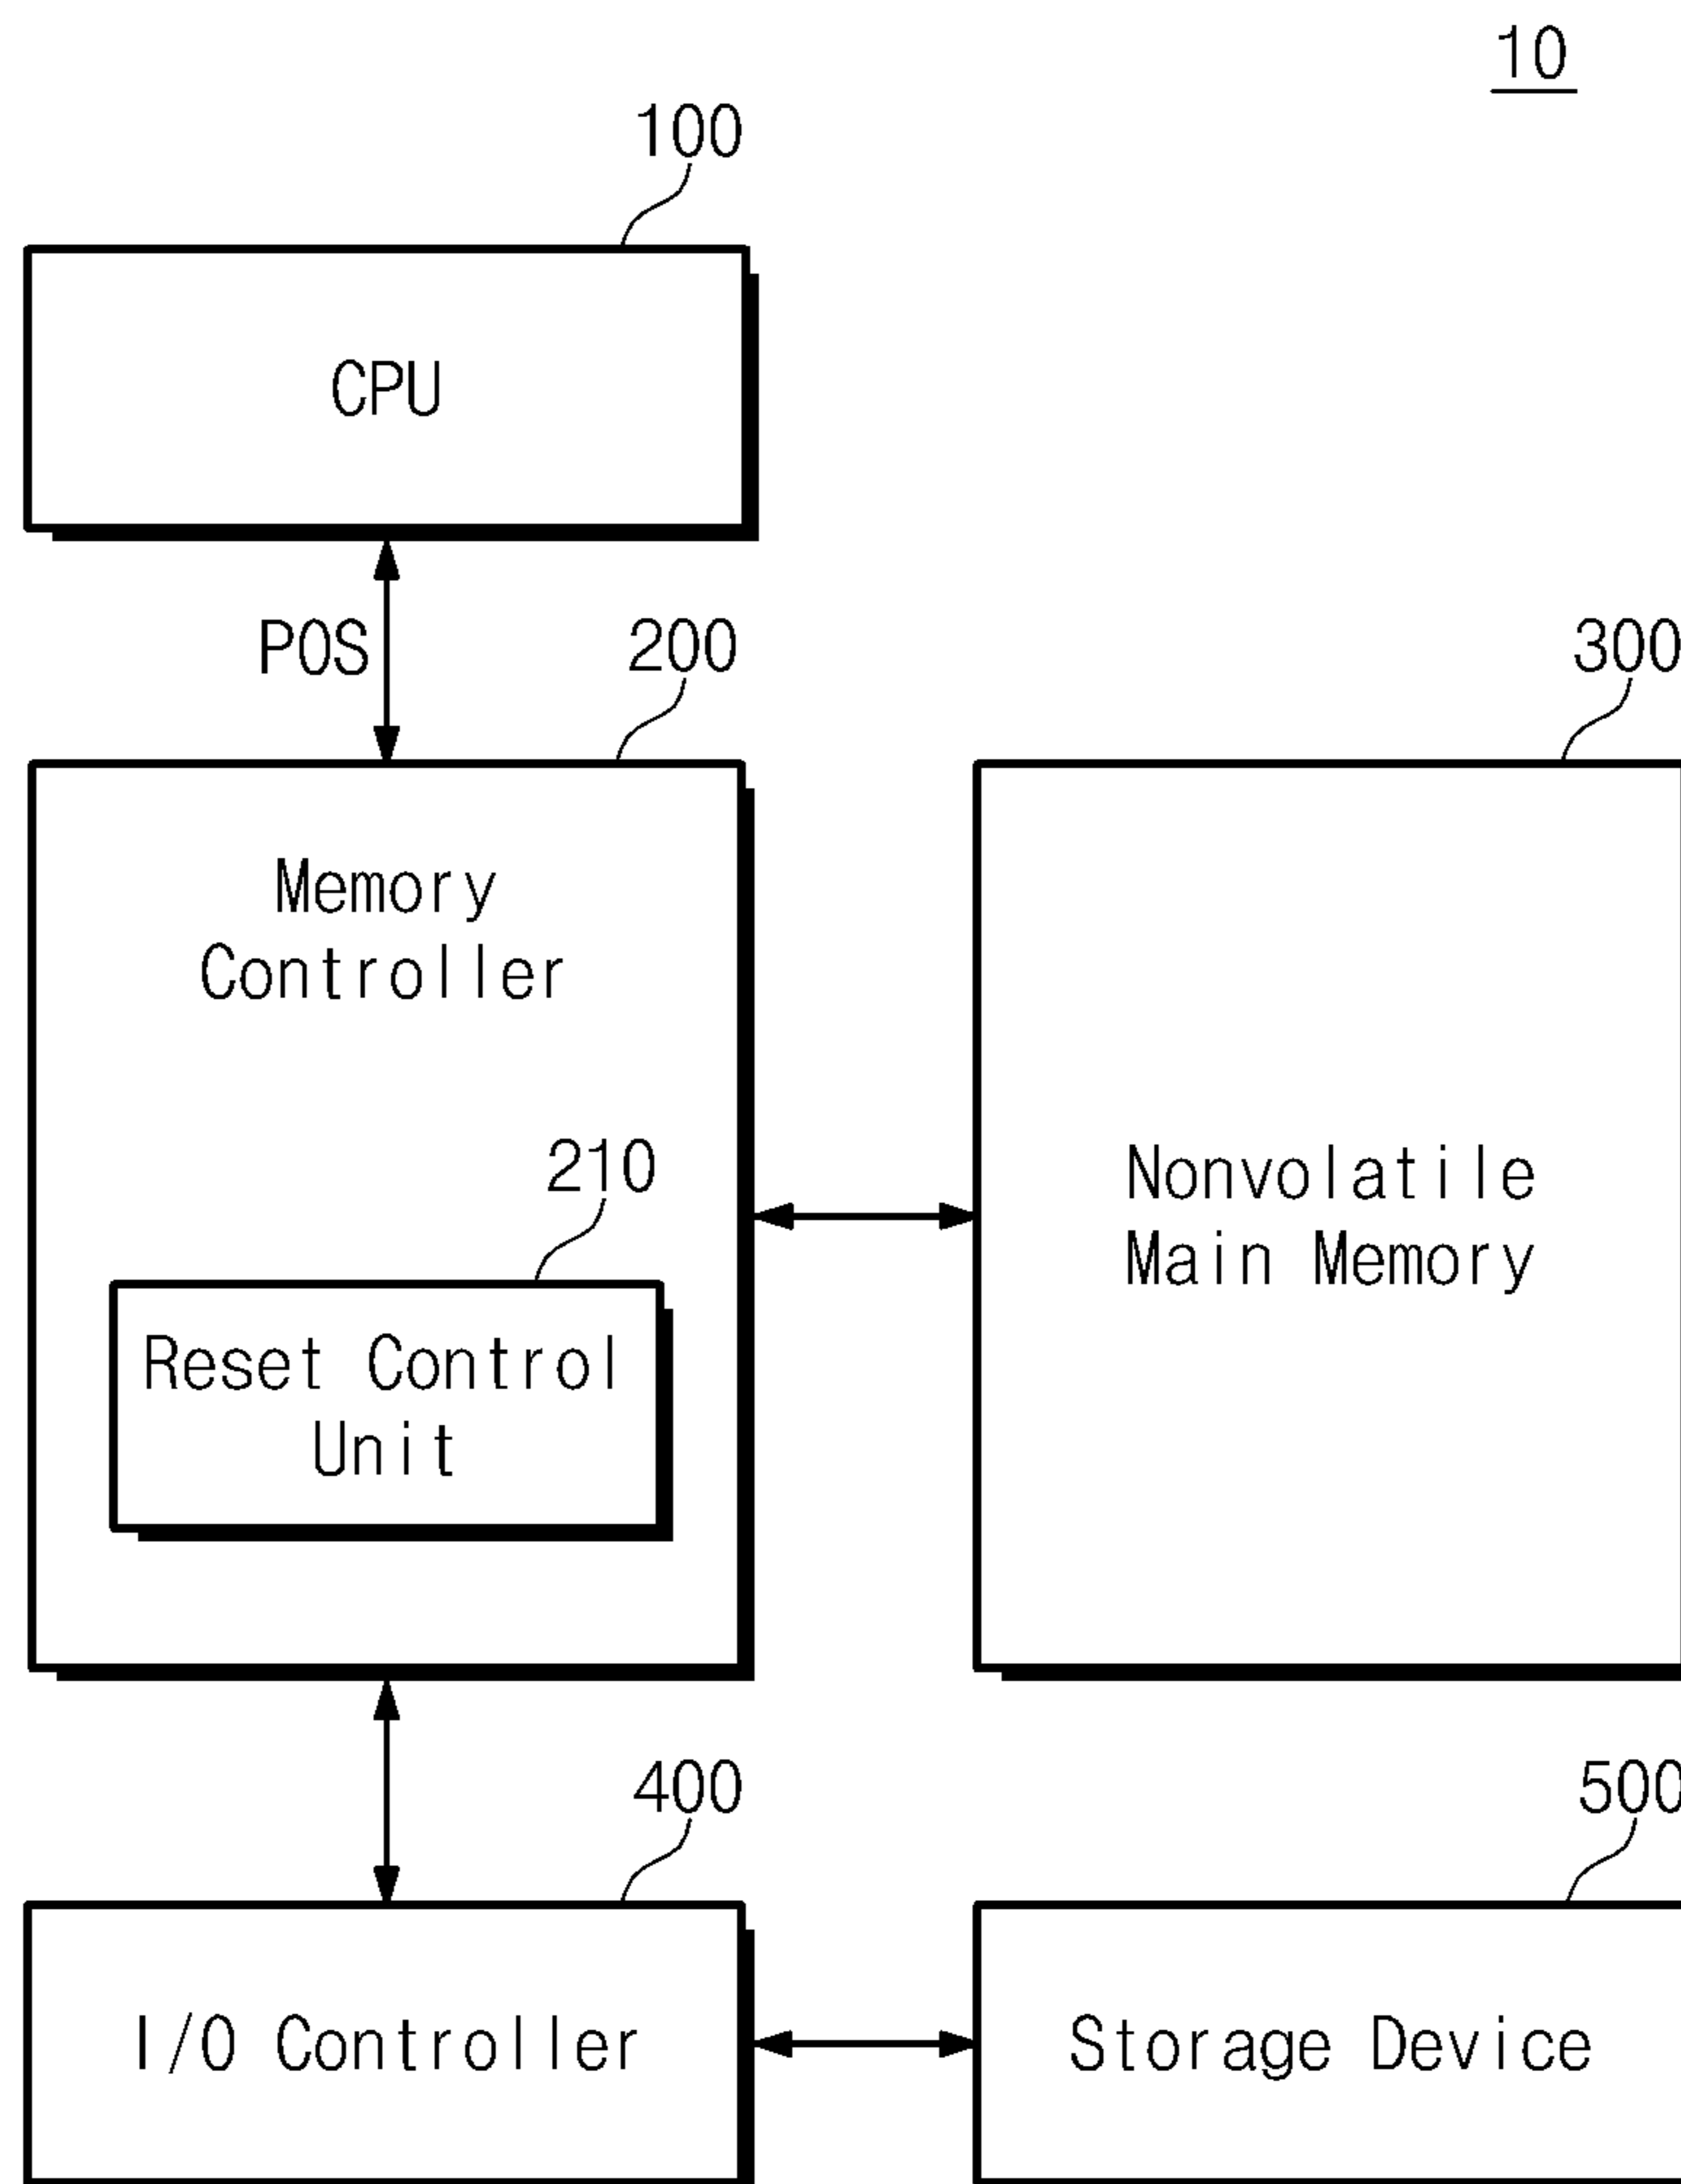 10
100
CPU
POS
200
300
Memory
Controller
210
Nonvolatile
Main Memory
Reset Control
Unit
400
500
I/O Controller
Storage Device